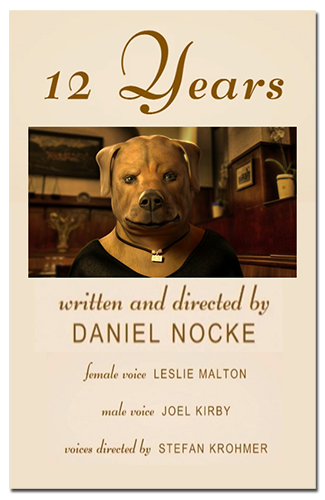 12 Years
written and directed by
DANIEL NOCKE
female voice LESLIE MALTON
male voice JOEL KIRBY
voices directed by STEFAN KROHMER